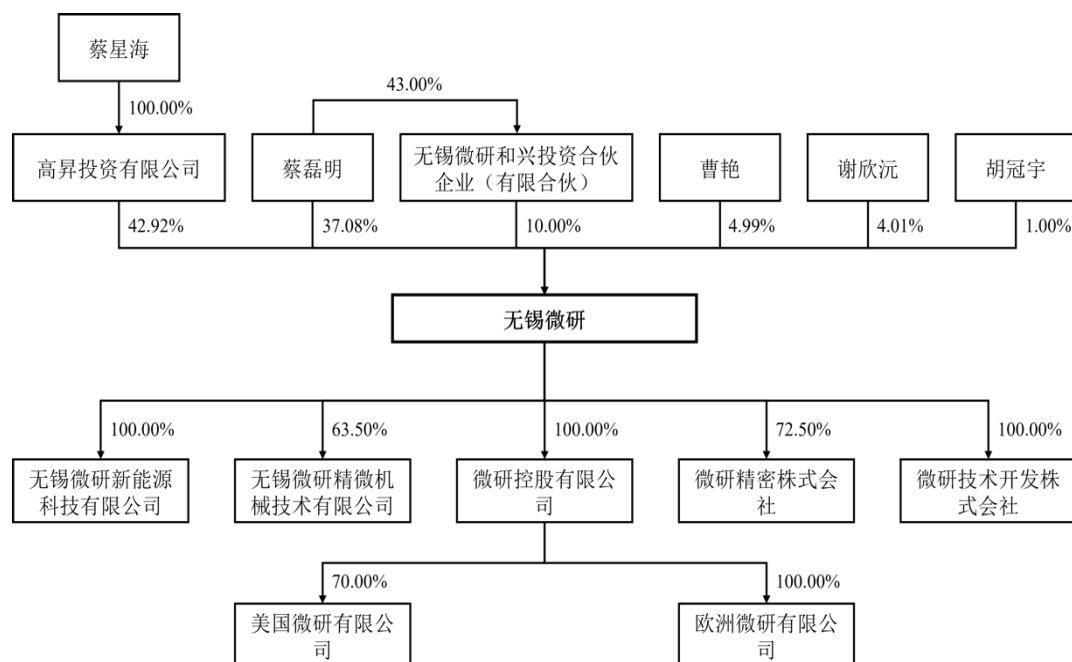 蔡星海
43.00%
100.00%
高昇投资有限公司
蔡磊明
无锡微研和兴投资合伙
企业（有限合伙）
曹艳
谢欣沅
胡冠宇
42.92%
37.08%
10.00%
4.99%
4.01%
1.00%
无锡微研
100.00%
63.50%
100.00%
72.50%
100.00%
无锡微研新能源
科技有限公司
无锡微研精微机
械技术有限公司
微研控股有限公
司
微研精密株式会
社
微研技术开发株
式会社
70.00%
100.00%
美国微研有限公
司
欧洲微研有限公
司